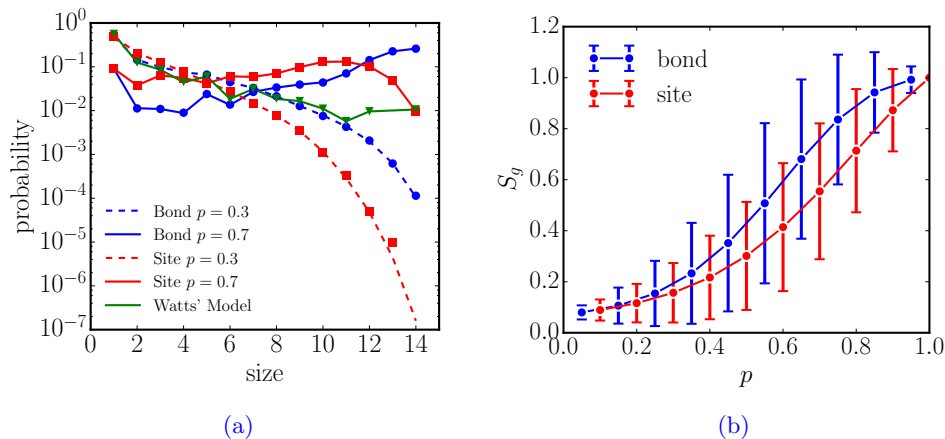 10^0
10^-1
10^-2
10^-3
10^-4
10^-5
10^-6
10^-7
probability
Bond p = 0.3
Bond p = 0.7
Site p = 0.3
Site p = 0.7
Watts' Model
0 2 4 6 8 10 12 14
size
(a)
1.2
1.0
0.8
0.6
0.4
0.2
0.0
S_g
bond
site
0.0 0.2 0.4 0.6 0.8 1.0
p
(b)